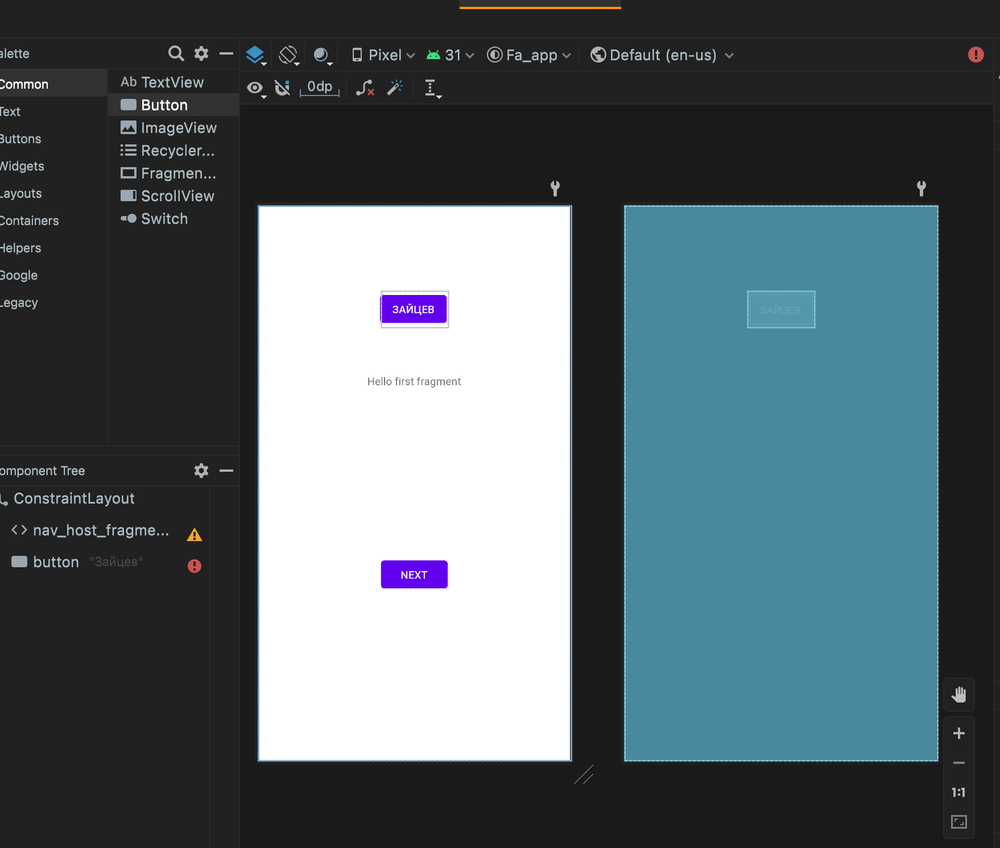 alette
Pixel
31
Fa_app
Default (en-us)
Common
Text
Buttons
Widgets
Layouts
Containers
Helpers
Google
Legacy
Ab TextView
Button
ImageView
Recycler...
Fragmen...
ScrollView
Switch
0dp
ЗАЙЦЕВ
Hello first fragment
NEXT
ЗАЙЦЕВ
omponent Tree
ConstraintLayout
nav_host_fragme...
button "Зайцев"
1:1